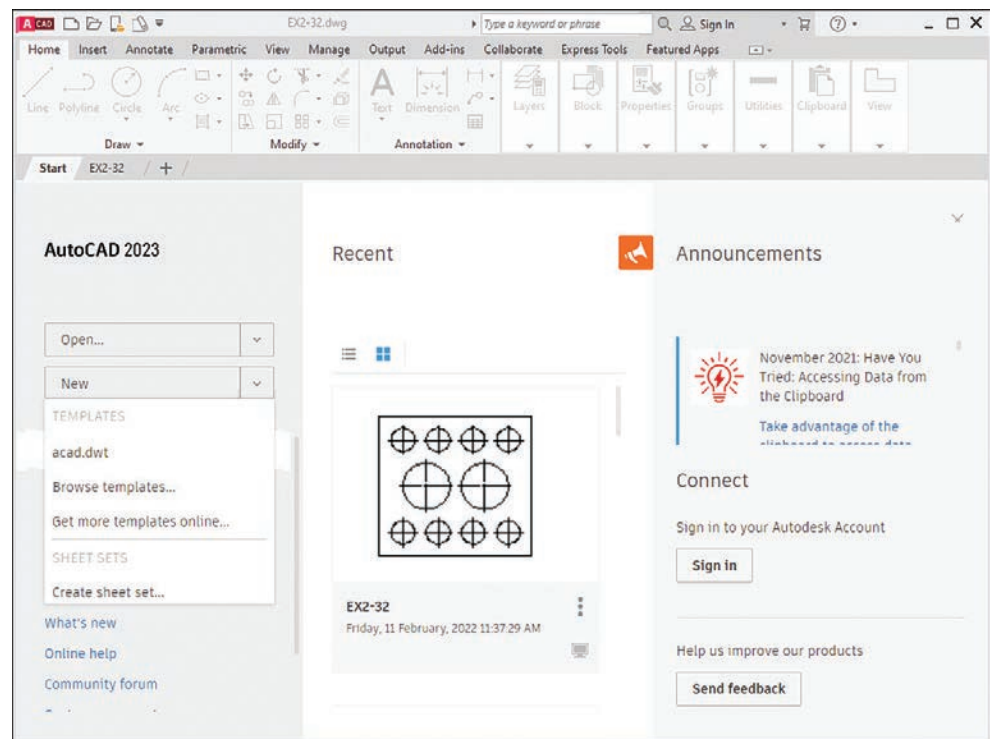 A CAD EX2-32.dwg Type a keyword or phrase Sign In
Home Insert Annotate Parametric View Manage Output Add-ins Collaborate Express Tools Featured Apps
Line Polyline Circle Arc Text Dimension Layers Block Properties Groups Utilities Clipboard View
Draw Modify Annotation
Start EX2-32
AutoCAD 2023
Open...
New
TEMPLATES
acad.dwt
Browse templates...
Get more templates online...
SHEET SETS
Create sheet set...
What's new
Online help
Community forum
Recent
EX2-32
Friday, 11 February, 2022 11:37:29 AM
Announcements
November 2021: Have You
Tried: Accessing Data from
the Clipboard
Take advantage of the
clipboard to access data
Connect
Sign in to your Autodesk Account
Sign in
Help us improve our products
Send feedback